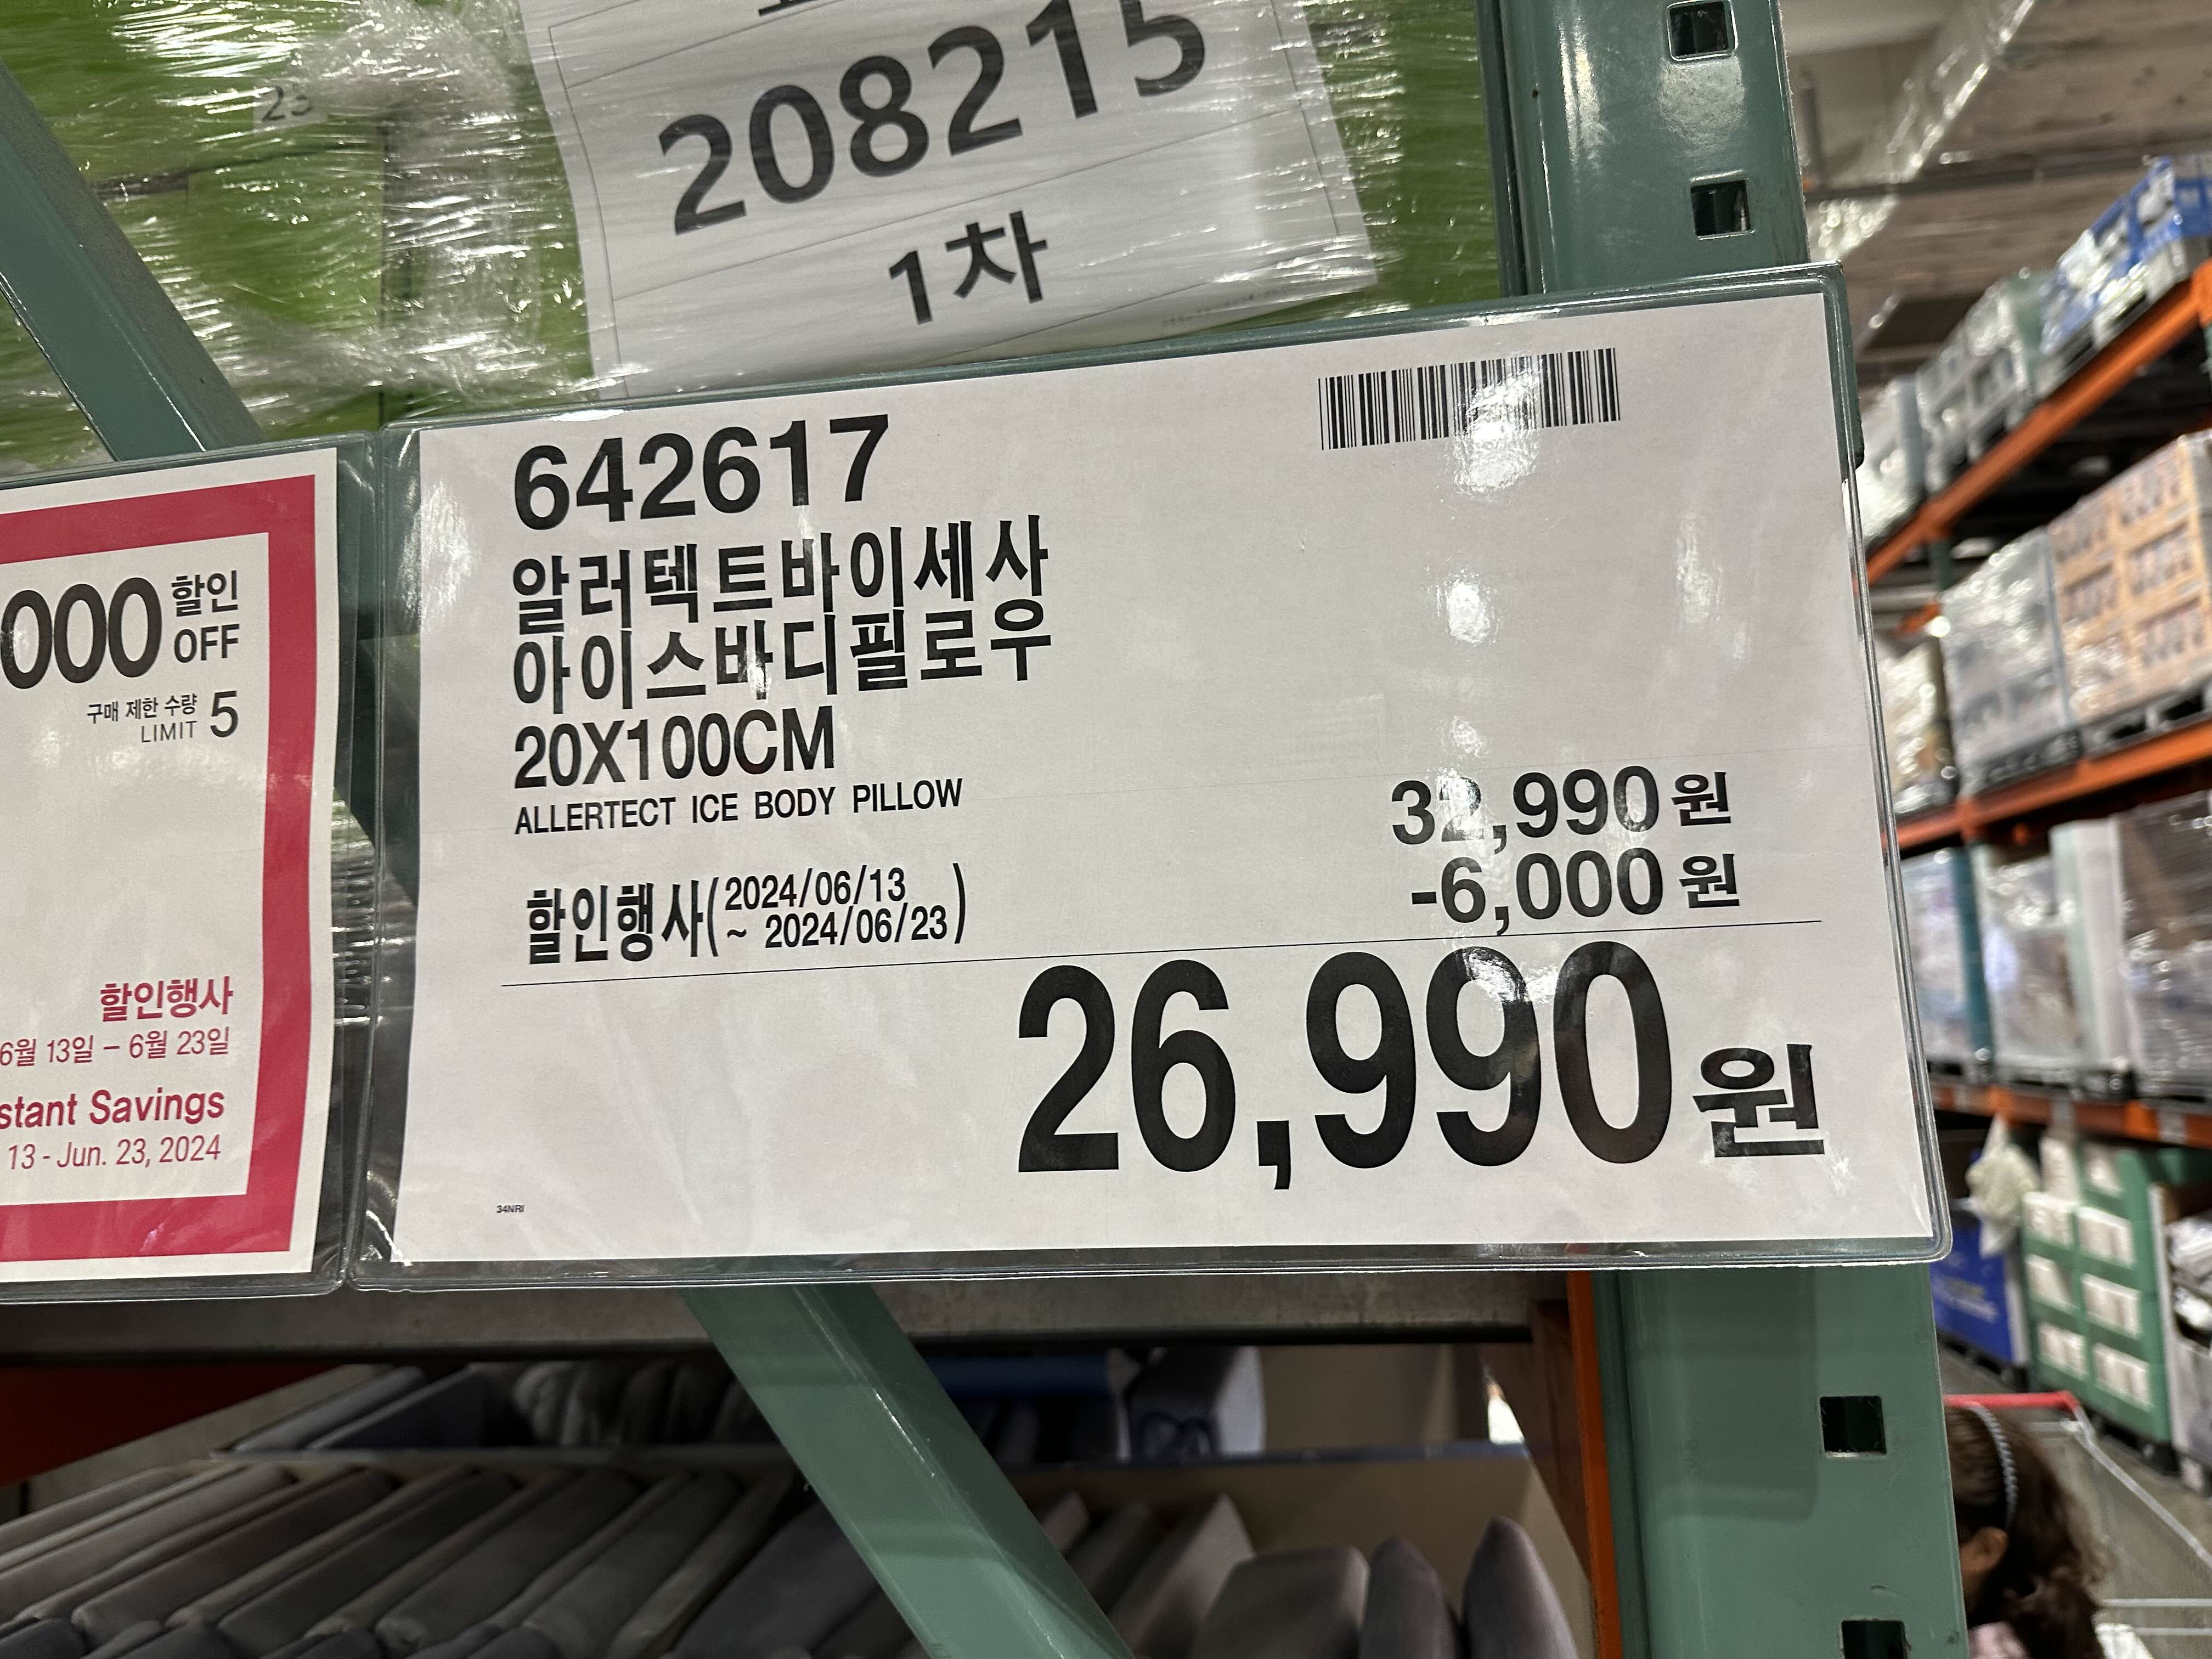 208215
1차
23
000 할인
OFF
구매 제한 수량
LIMIT 5
할인행사
6월 13일 – 6월 23일
Savings
13 - Jun. 23, 2024
642617
알러텍트바이세사
아이스바디필로우
20X100CM
ALLERTECT ICE BODY PILLOW
32,990원
할인행사(2024/06/13
~ 2024/06/23)
-6,000원
26,990원
34NRI